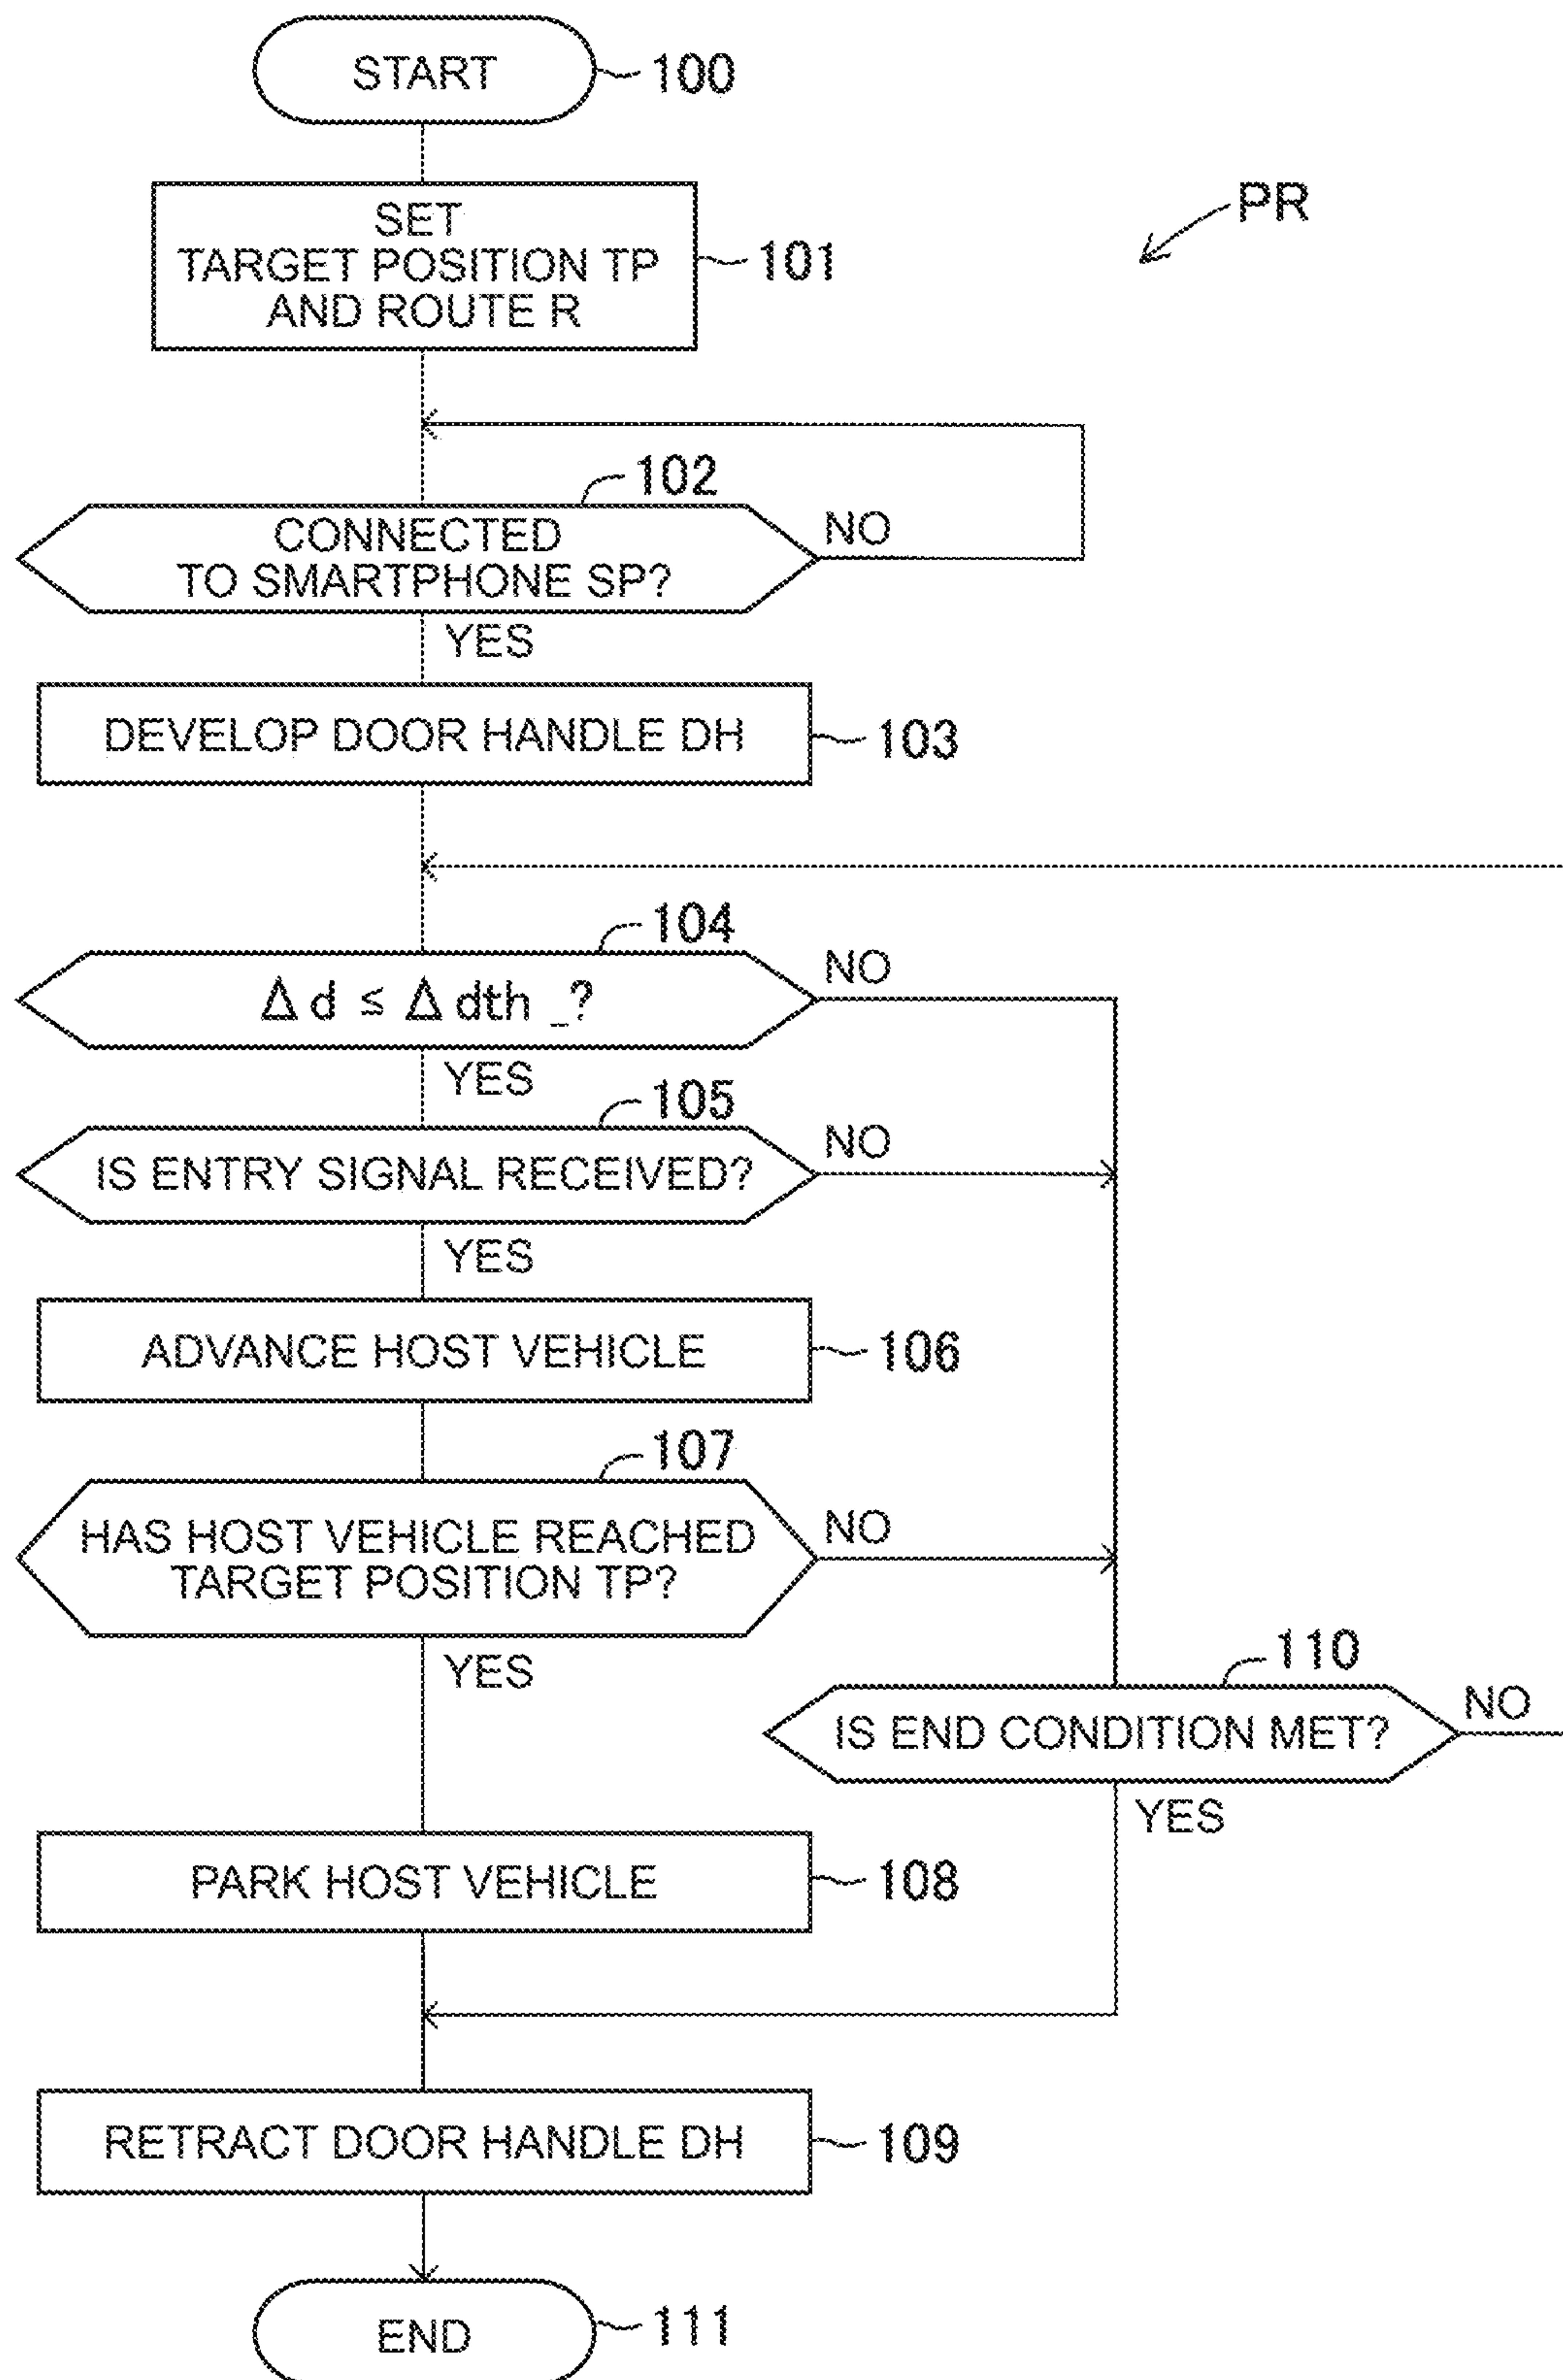 START
100
PR
SET
TARGET POSITION TP
AND ROUTE R
101
102
CONNECTED
TO SMARTPHONE SP?
NO
YES
DEVELOP DOOR HANDLE DH
103
104
Δd ≤ Δdth_?
NO
YES
105
IS ENTRY SIGNAL RECEIVED?
NO
YES
ADVANCE HOST VEHICLE
106
107
HAS HOST VEHICLE REACHED
TARGET POSITION TP?
NO
YES
110
IS END CONDITION MET?
NO
YES
PARK HOST VEHICLE
108
RETRACT DOOR HANDLE DH
109
END
111